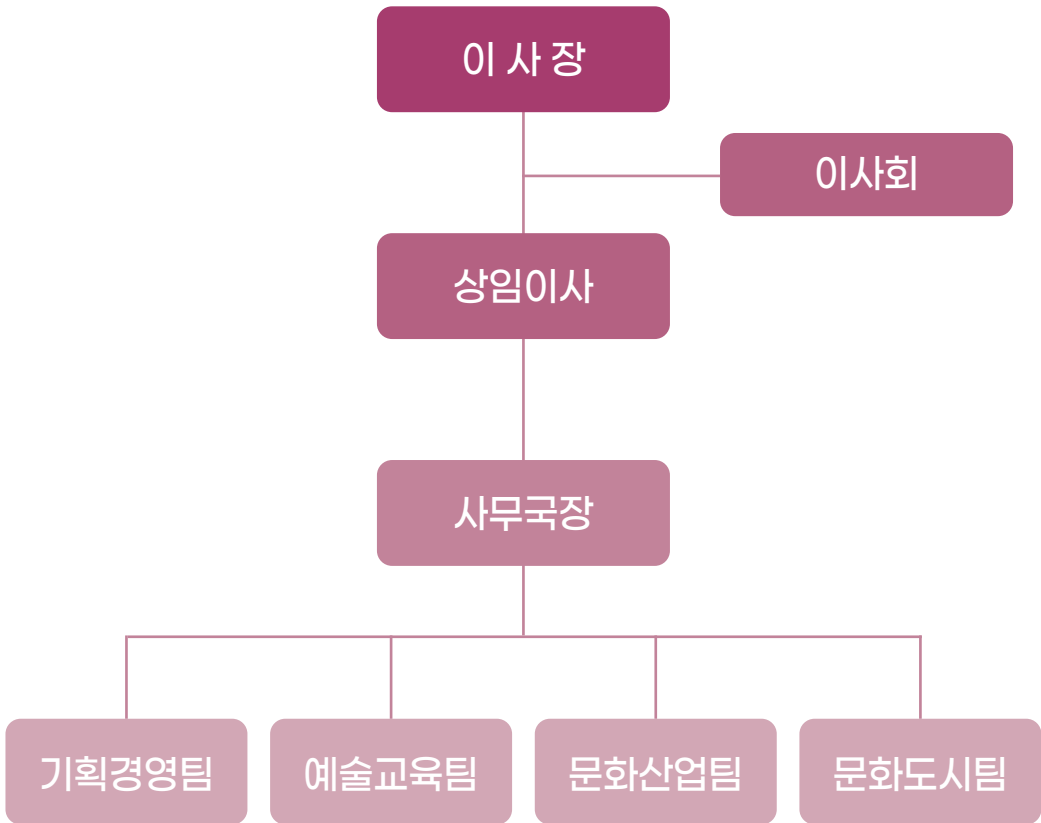 이 사 장
이사회
상임이사
사무국장
기획경영팀
예술교육팀
문화산업팀
문화도시팀